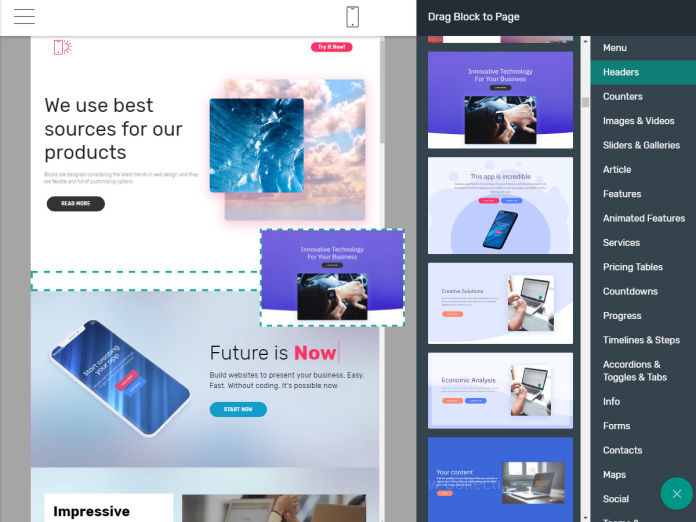 Drag Block to Page
Try It Now!
We use best
sources for our
products
Blocks are designed considering the latest trends in web design, and they
are flexible and full of customizing options.
READ MORE
Innovative Technology
For Your Business
Start creating
your app
Future is Now
Build websites to present your business. Easy.
Fast. Without coding. It's possible now.
START NOW
Impressive
Innovative Technology
For Your Business
This app is incredible
Creative Solutions
Economic Analysis
Your content
Menu
Headers
Counters
Images & Videos
Sliders & Galleries
Article
Features
Animated Features
Services
Pricing Tables
Countdowns
Progress
Timelines & Steps
Accordions &
Toggles & Tabs
Info
Forms
Contacts
Maps
Social